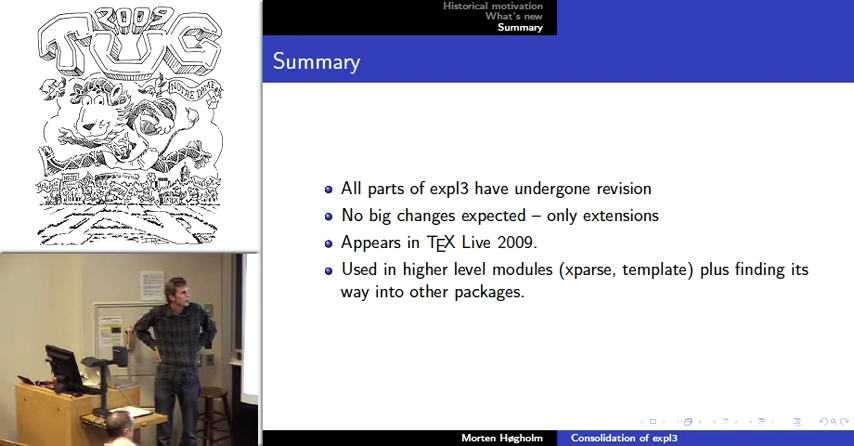 2009
TUG
NOTRE DAME
Historical motivation
What's new
Summary
Summary
All parts of expl3 have undergone revision
No big changes expected – only extensions
Appears in TEX Live 2009.
Used in higher level modules (xparse, template) plus finding its
way into other packages.
Morten Høgholm
Consolidation of expl3